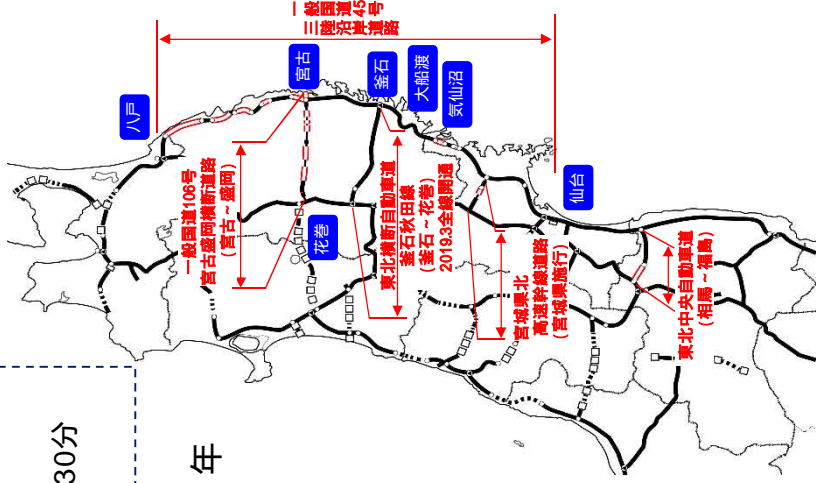 一般国道45号
三陸沿岸道路
八戸
宮古
釜石
大船渡
気仙沼
仙台
花巻
一般国道106号
宮古盛岡横断道路
(宮古~盛岡)
東北横断自動車道
釜石秋田線
(釜石~花巻)
2019.3全線開通
宮城県北
高速幹線道路
(宮城県施行)
東北中央自動車道
(相馬~福島)
30分
年